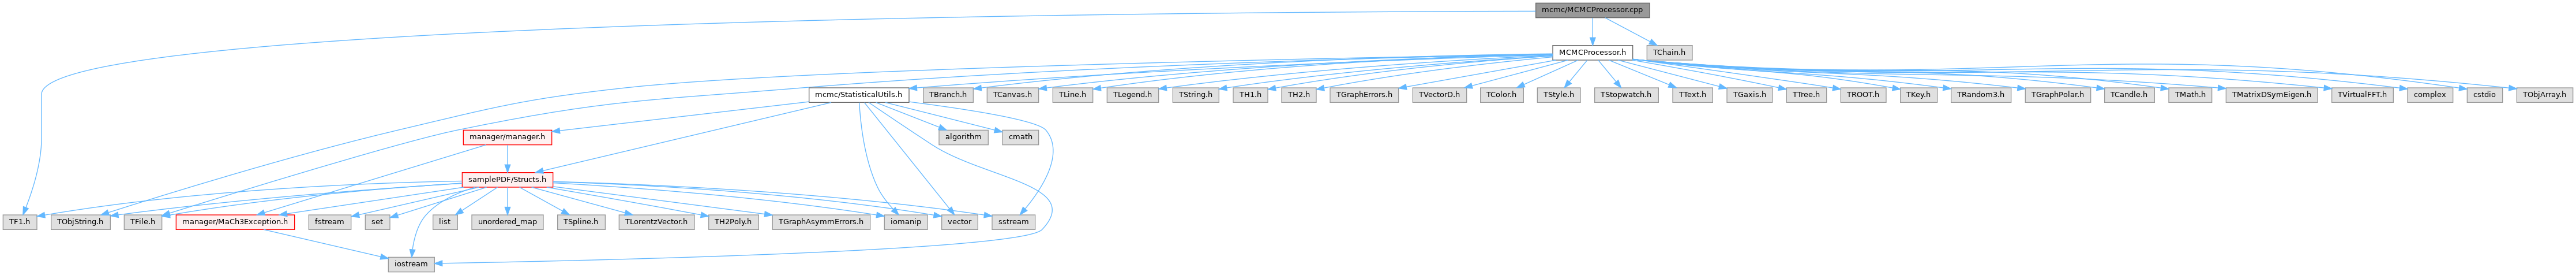 mcmc/MCMCProcessor.cpp
MCMCProcessor.h
TChain.h
mcmc/StatisticalUtils.h
TBranch.h
TCanvas.h
TLine.h
TLegend.h
TString.h
TH1.h
TH2.h
TGraphErrors.h
TVectorD.h
TColor.h
TStyle.h
TStopwatch.h
TText.h
TGaxis.h
TTree.h
TROOT.h
TKey.h
TRandom3.h
TGraphPolar.h
TCandle.h
TMath.h
TMatrixDSymEigen.h
TVirtualFFT.h
complex
cstdio
TObjArray.h
manager/manager.h
algorithm
cmath
samplePDF/Structs.h
TF1.h
TObjString.h
TFile.h
manager/MaCh3Exception.h
fstream
set
list
unordered_map
TSpline.h
TLorentzVector.h
TH2Poly.h
TGraphAsymmErrors.h
iomanip
vector
sstream
iostream